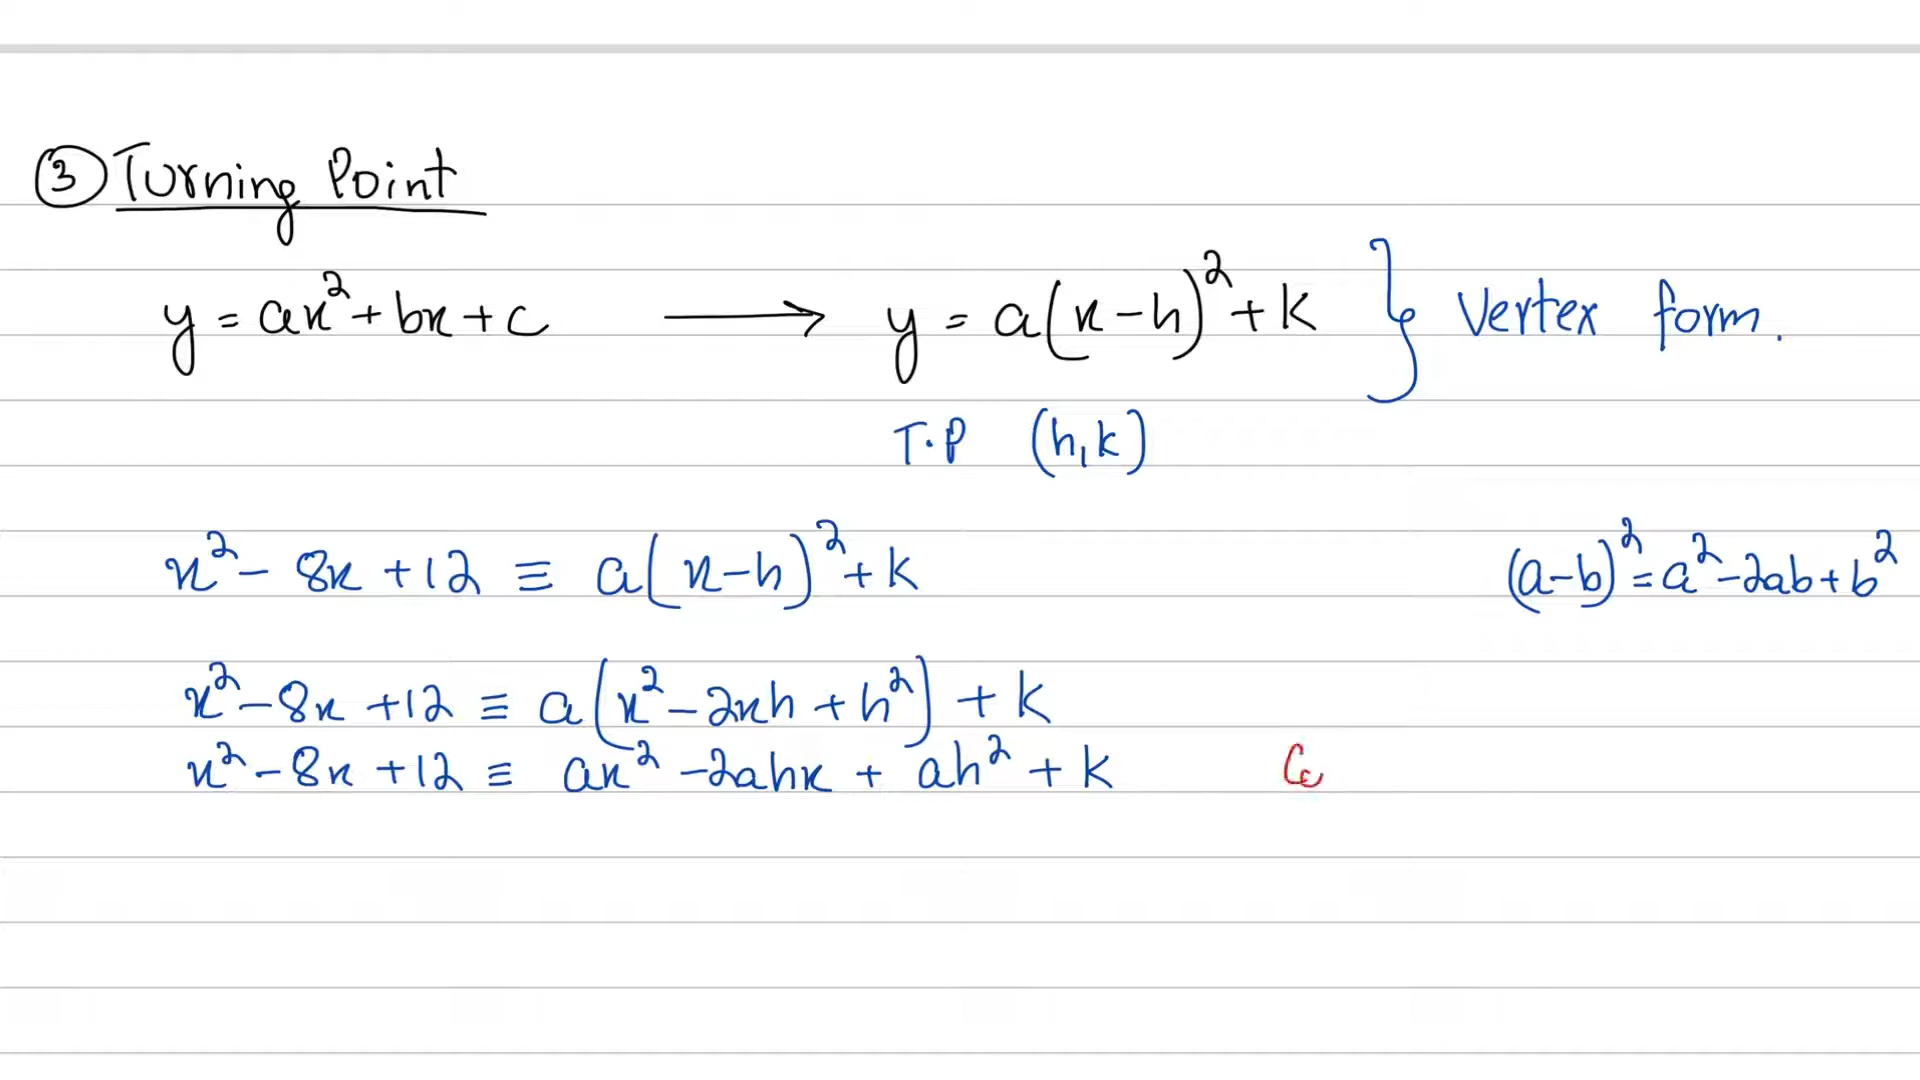 ③ Turning Point
y = ax² + bx + c ⟶ y = a(x-h)² + k } Vertex form.
T.P (h,k)
x² - 8x + 12 ≡ a(x-h)² + k (a-b)² = a² - 2ab + b²
x² - 8x + 12 ≡ a(x² - 2xh + h²) + k
x² - 8x + 12 ≡ ax² - 2ahx + ah² + k